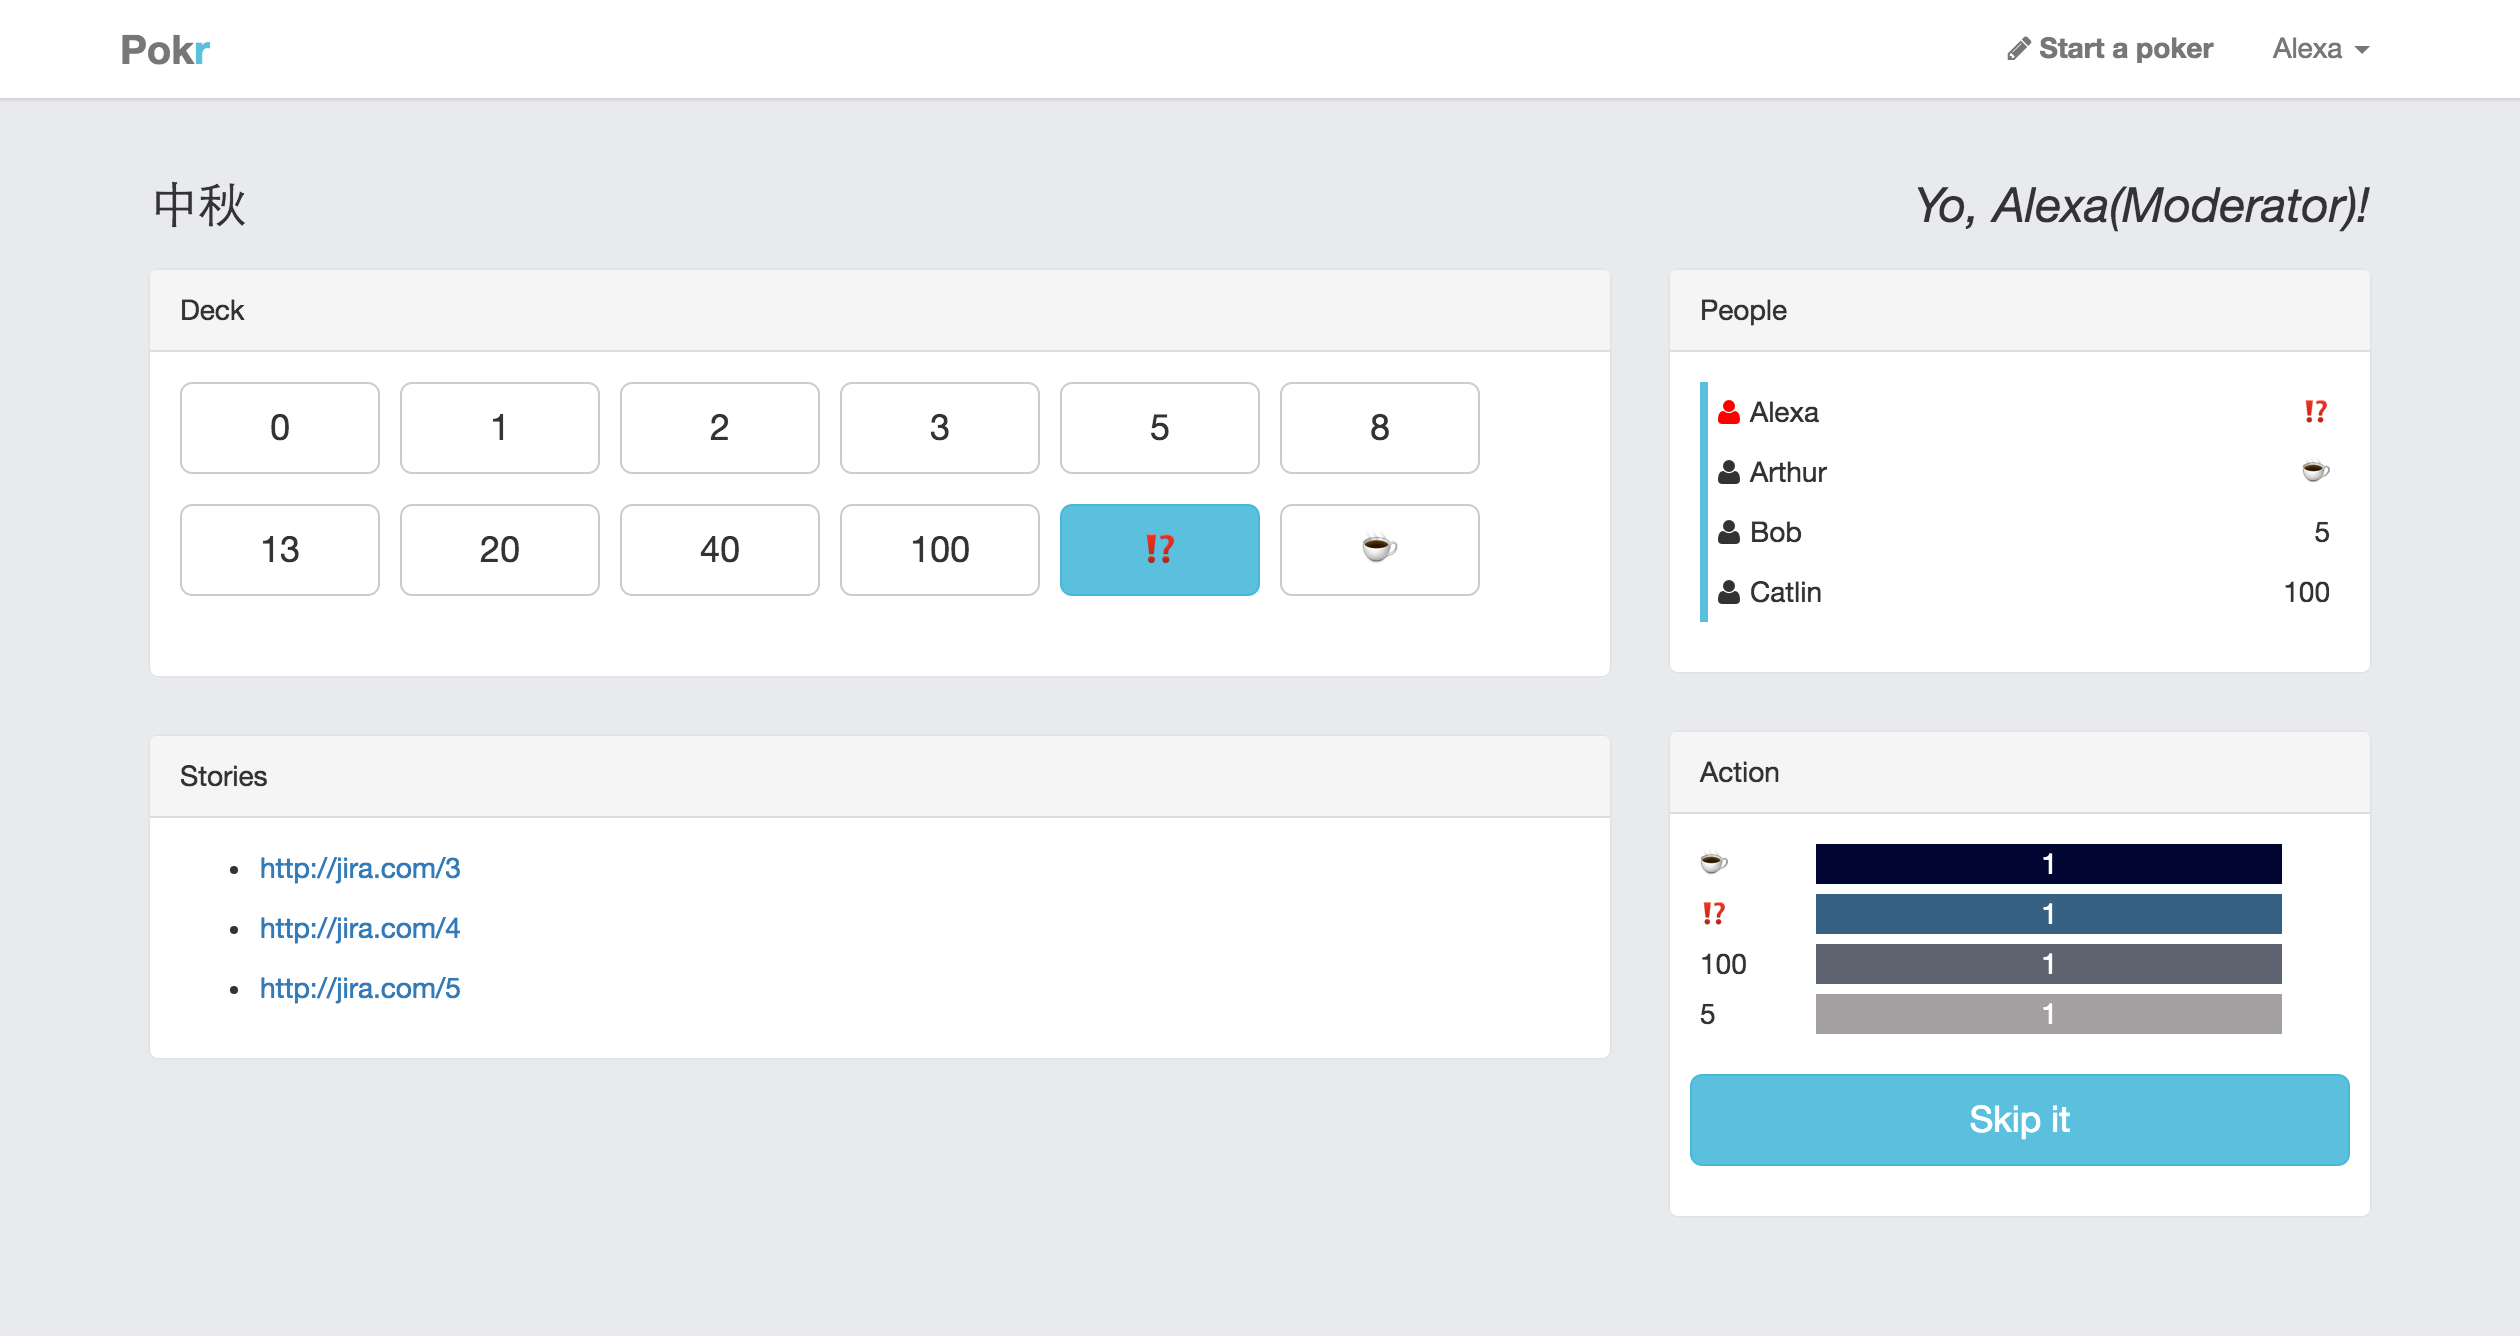 Pokr
Start a poker
Alexa
中秋
Yo, Alexa(Moderator)!
Deck
0 1 2 3 5 8
13 20 40 100 ⁉️ ☕
People
Alexa ⁉️
Arthur ☕
Bob 5
Catlin 100
Stories
http://jira.com/3
http://jira.com/4
http://jira.com/5
Action
☕ 1
⁉️ 1
100 1
5 1
Skip it